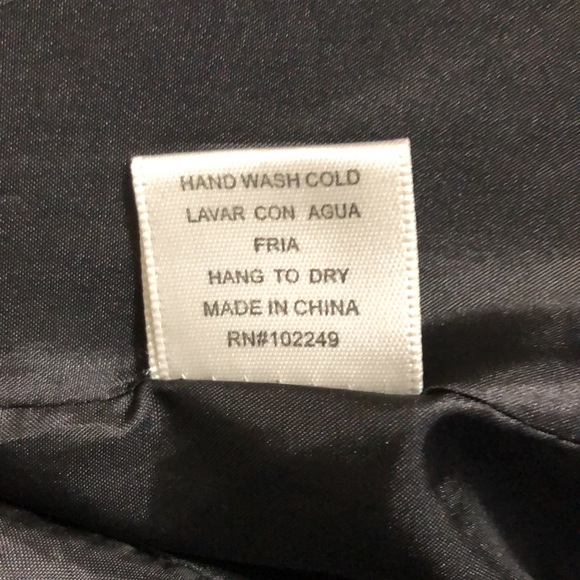 HAND WASH COLD
LAVAR CON AGUA
FRIA
HANG TO DRY
MADE IN CHINA
RN#102249